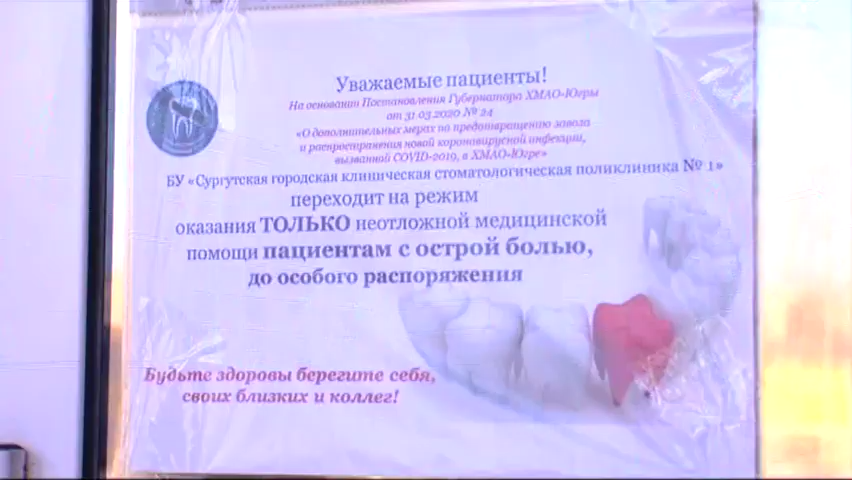 Уважаемые пациенты!
На основании Постановления Губернатора ХМАО-Югры
от 31.03.2020 № 24
«О дополнительных мерах по предотвращению завоза
и распространения новой коронавирусной инфекции,
вызванной COVID-2019, в ХМАО-Югре»
БУ «Сургутская городская клиническая стоматологическая поликлиника № 1»
переходит на режим
оказания ТОЛЬКО неотложной медицинской
помощи пациентам с острой болью,
до особого распоряжения
Будьте здоровы берегите себя,
своих близких и коллег!